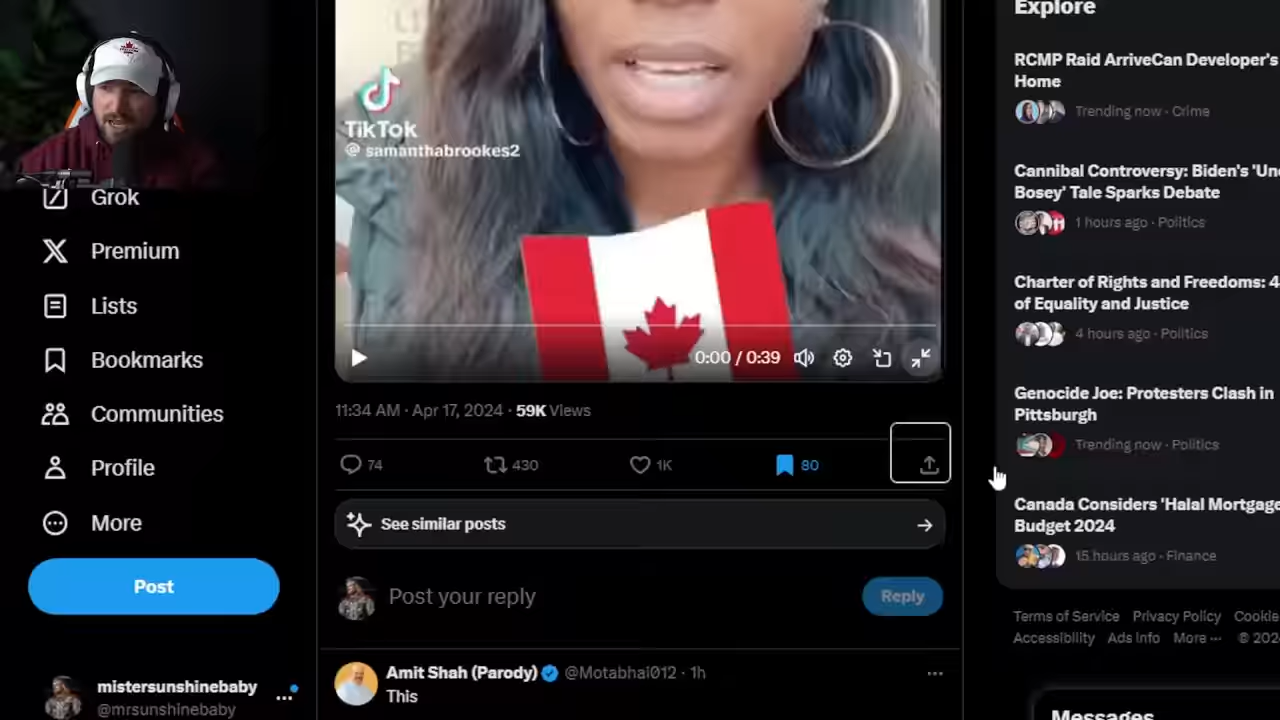 TikTok
@ samanthabrookes2
0:00 / 0:39
11:34 AM · Apr 17, 2024 · 59K Views
74
430
1K
80
See similar posts
Post your reply
Reply
Amit Shah (Parody) @Motabhai012 · 1h
This
Grok
Premium
Lists
Bookmarks
Communities
Profile
More
Post
mistersunshinebaby
@mrsunshinebaby
Explore
RCMP Raid ArriveCan Developer's
Home
Trending now · Crime
Cannibal Controversy: Biden's 'Un
Bosey' Tale Sparks Debate
1 hours ago · Politics
Charter of Rights and Freedoms: 4
of Equality and Justice
4 hours ago · Politics
Genocide Joe: Protesters Clash in
Pittsburgh
Trending now · Politics
Canada Considers 'Halal Mortgage
Budget 2024
15 hours ago · Finance
Terms of Service Privacy Policy Cookie
Accessibility Ads info More ··· © 202
Messages